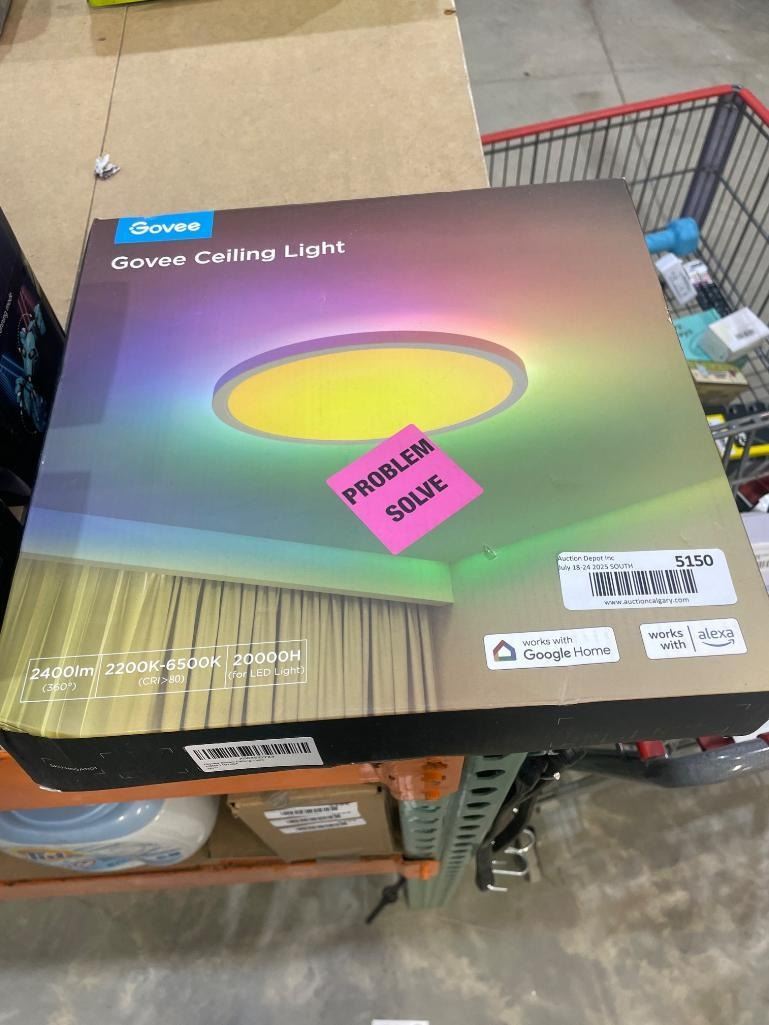 Govee
Govee Ceiling Light
PROBLEM
SOLVE
Auction Depot Inc
July 18-24 2025 SOUTH
5150
www.auctioncalgary.com
works with
Google Home
works
with
alexa
2400lm
(360°)
2200K-6500K
(CRI>80)
20000H
(for LED Light)